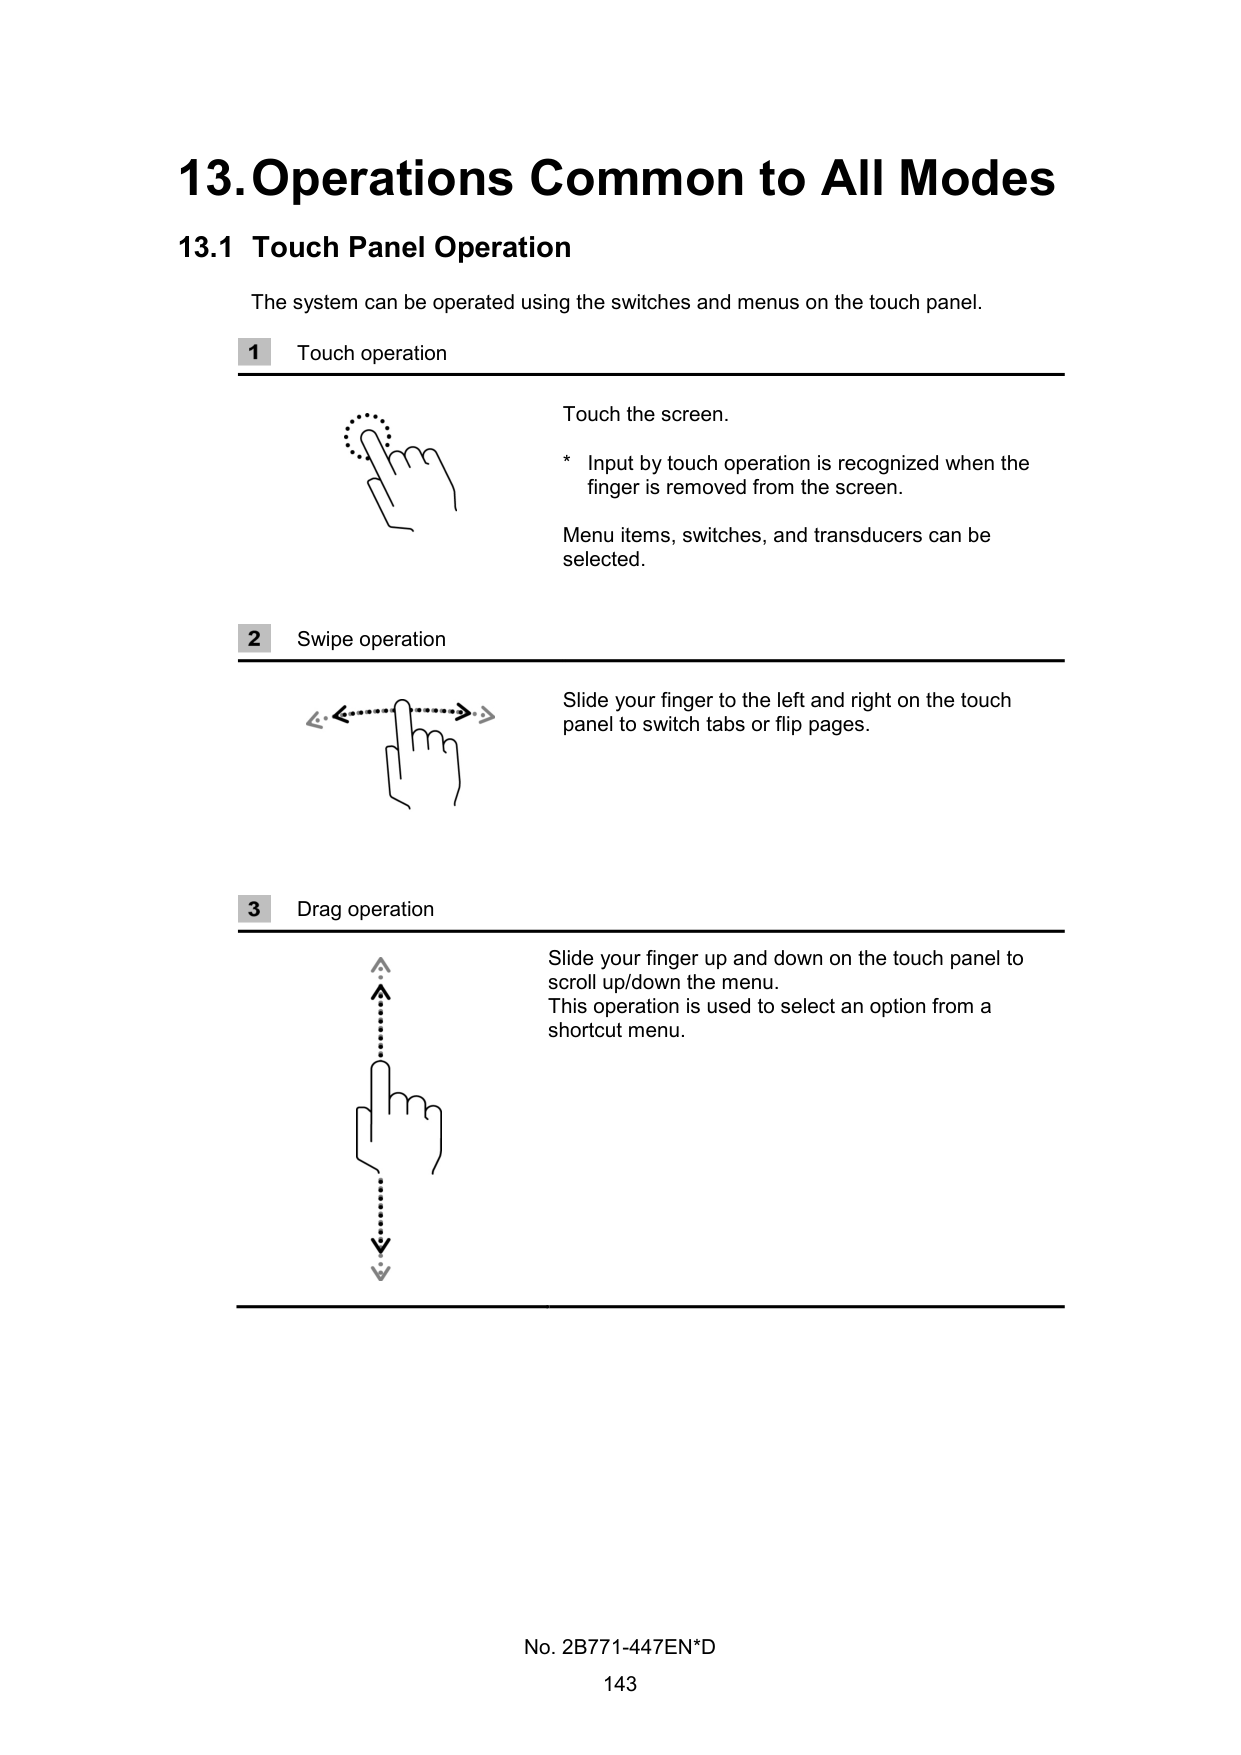 13. Operations Common to All Modes
13.1 Touch Panel Operation
The system can be operated using the switches and menus on the touch panel.
1 Touch operation
Touch the screen.
* Input by touch operation is recognized when the
finger is removed from the screen.
Menu items, switches, and transducers can be
selected.
2 Swipe operation
Slide your finger to the left and right on the touch
panel to switch tabs or flip pages.
3 Drag operation
Slide your finger up and down on the touch panel to
scroll up/down the menu.
This operation is used to select an option from a
shortcut menu.
No. 2B771-447EN*D
143